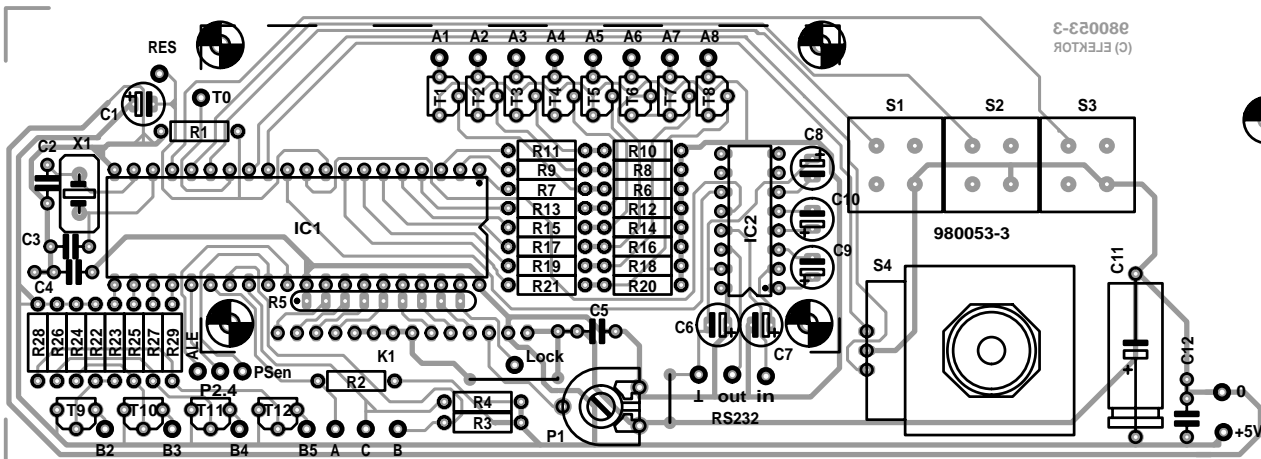 980053-3
(C) ELEKTOR
RES
A1 A2 A3 A4 A5 A6 A7 A8
T0
T1 T2 T3 T4 T5 T6 T7 T8
C1
R1
S1 S2 S3
C2
X1
C8
R11 R10
R9 R8
R7 R6
R13 R12
R15 R14
R17 R16
R19 R18
R21 R20
IC1
IC2
C10
C9
980053-3
C3
C4
S4
C11
R5
C5
C6
C7
R28 R26 R24 R22 R23 R25 R27 R29
ALE
PSen
P2.4
K1
Lock
C12
R2
R4
R3
P1
⊥ out in
RS232
0
+5V
T9 T10 T11 T12
B2 B3 B4 B5 A C B